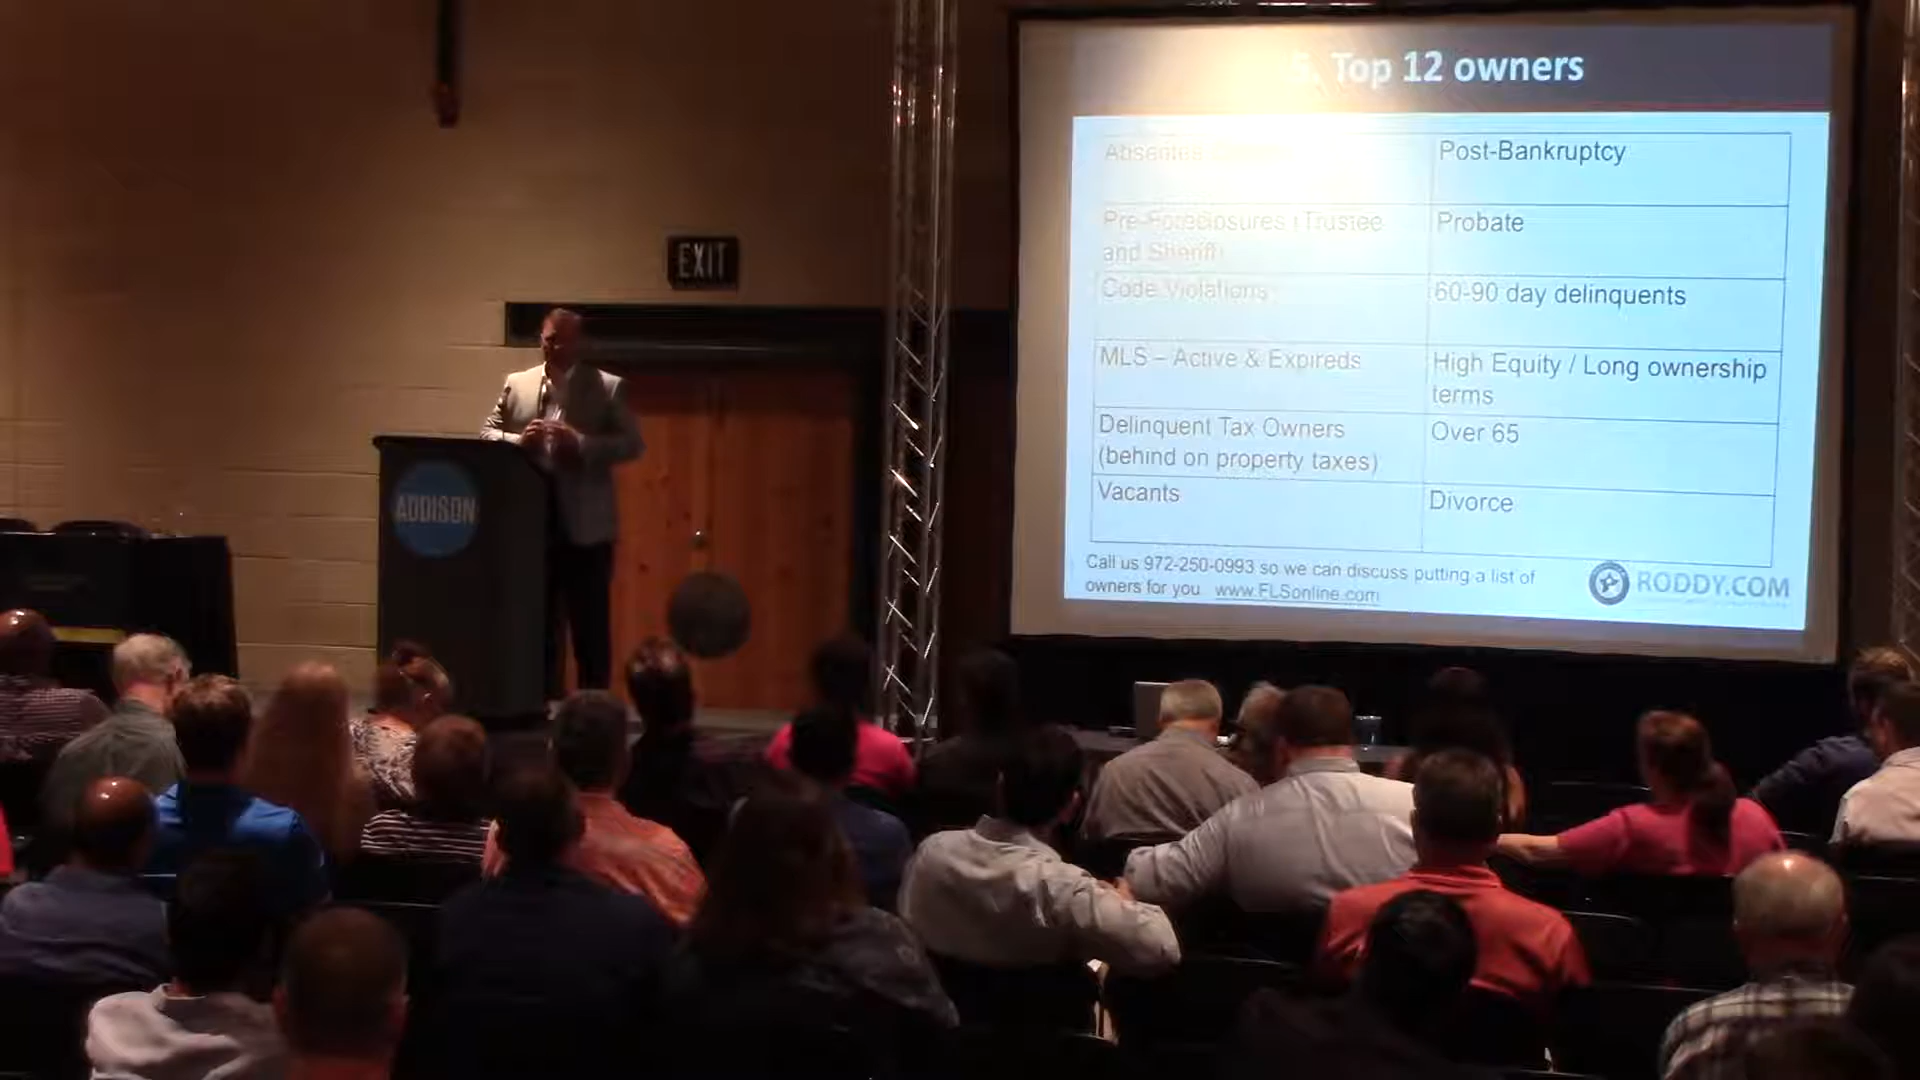 EXIT
ADDISON
Top 12 owners
Absentee
Post-Bankruptcy
Pre-Foreclosures (Trustee
and Sheriff)
Probate
Code Violations
60-90 day delinquents
MLS – Active & Expireds
High Equity / Long ownership
terms
Delinquent Tax Owners
(behind on property taxes)
Over 65
Vacants
Divorce
Call us 972-250-0993 so we can discuss putting a list of
owners for you www.FLSonline.com
RODDY.COM